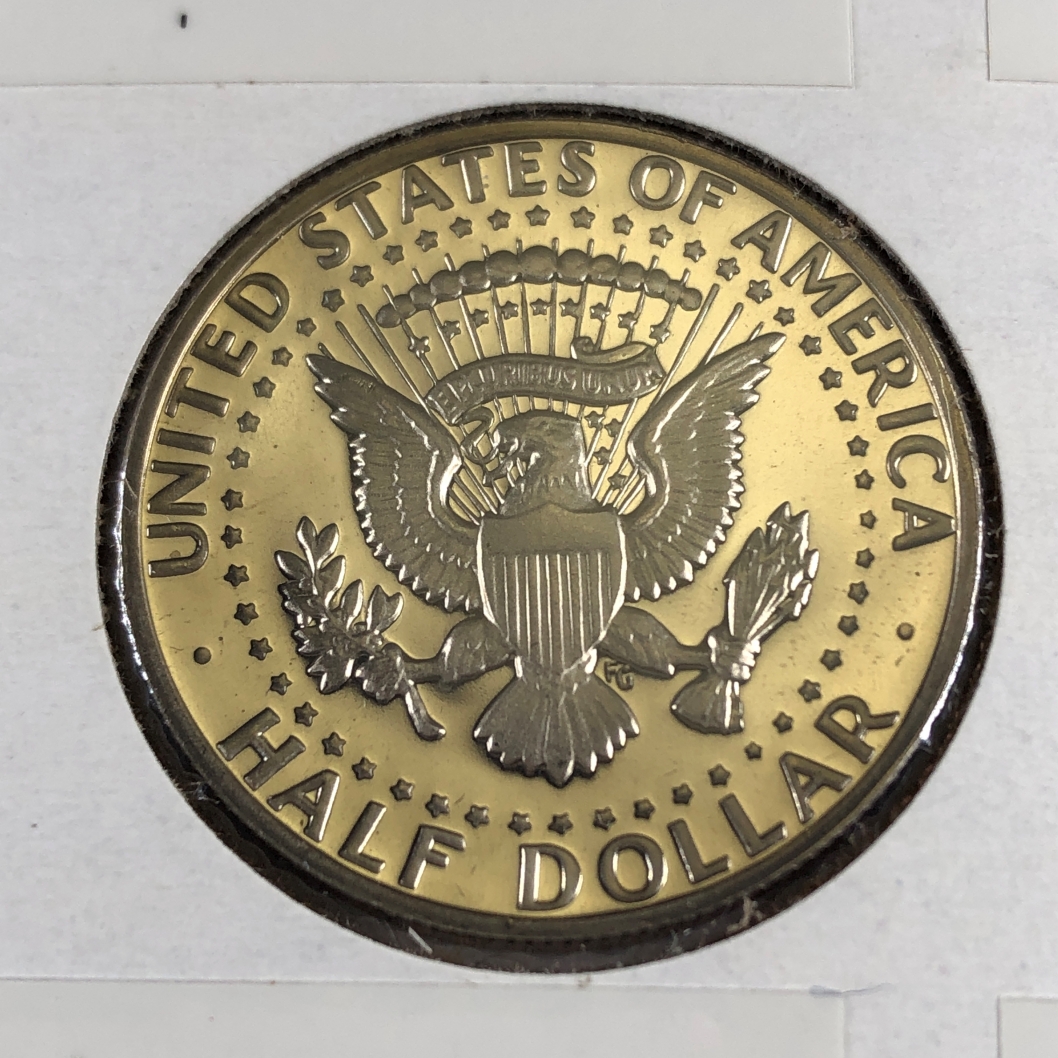 UNITED STATES OF AMERICA
E PLURIBUS UNUM
FG
HALF DOLLAR